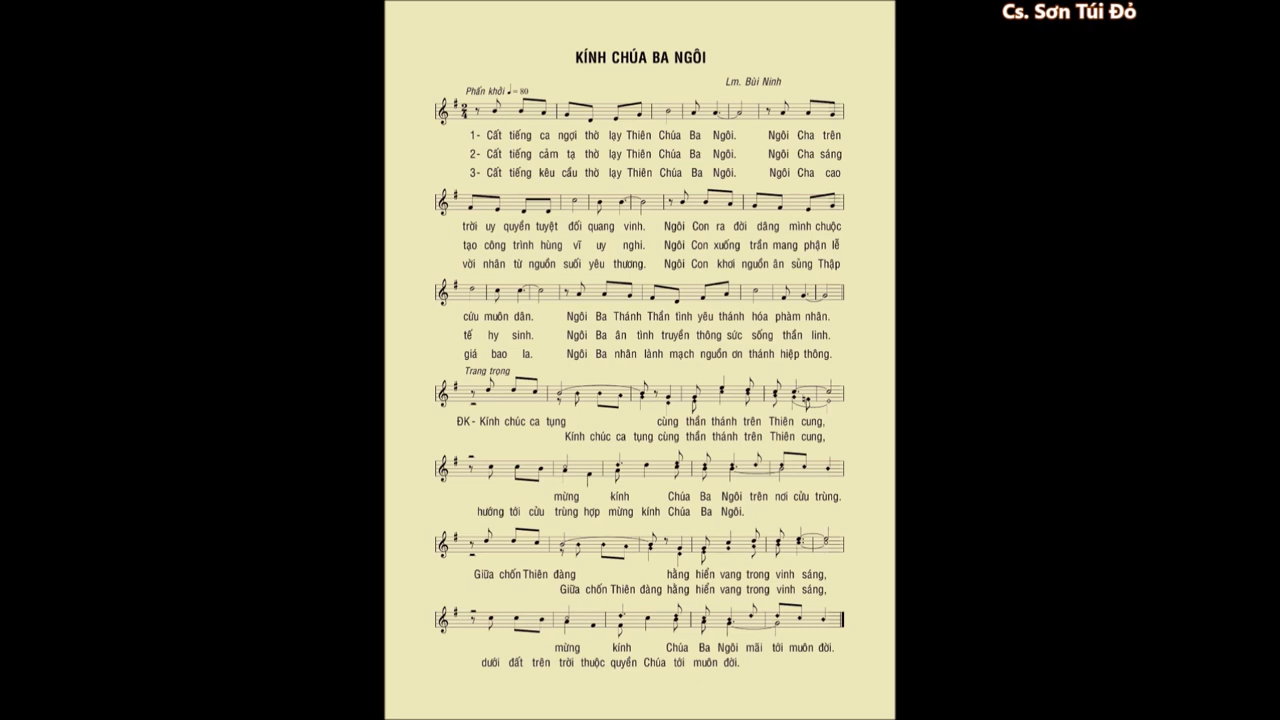 Cs. Sơn Túi Đỏ
KÍNH CHÚA BA NGÔI
Lm. Bùi Ninh
Phấn khởi ♩ = 80
1- Cất tiếng ca ngợi thờ lạy Thiên Chúa Ba Ngôi. Ngôi Cha trên
2- Cất tiếng cảm tạ thờ lạy Thiên Chúa Ba Ngôi. Ngôi Cha sáng
3- Cất tiếng kêu cầu thờ lạy Thiên Chúa Ba Ngôi. Ngôi Cha cao
trời uy quyền tuyệt đối quang vinh. Ngôi Con ra đời dâng mình chuộc
tạo công trình hùng vĩ uy nghi. Ngôi Con xuống trần mang phận lễ
vời nhân từ nguồn suối yêu thương. Ngôi Con khơi nguồn ân sủng Thập
cứu muôn dân. Ngôi Ba Thánh Thần tình yêu thánh hóa phàm nhân.
tế hy sinh. Ngôi Ba ân tình truyền thông sức sống thần linh.
giá bao la. Ngôi Ba nhân lành mạch nguồn ơn thánh hiệp thông.
Trang trọng
ĐK- Kính chúc ca tụng cùng thần thánh trên Thiên cung,
Kính chúc ca tụng cùng thần thánh trên Thiên cung,
mừng kính Chúa Ba Ngôi trên nơi cửu trùng.
hướng tới cửu trùng hợp mừng kính Chúa Ba Ngôi.
Giữa chốn Thiên đàng hằng hiển vang trong vinh sáng,
Giữa chốn Thiên đàng hằng hiển vang trong vinh sáng,
mừng kính Chúa Ba Ngôi mãi tới muôn đời.
dưới đất trên trời thuộc quyền Chúa tới muôn đời.